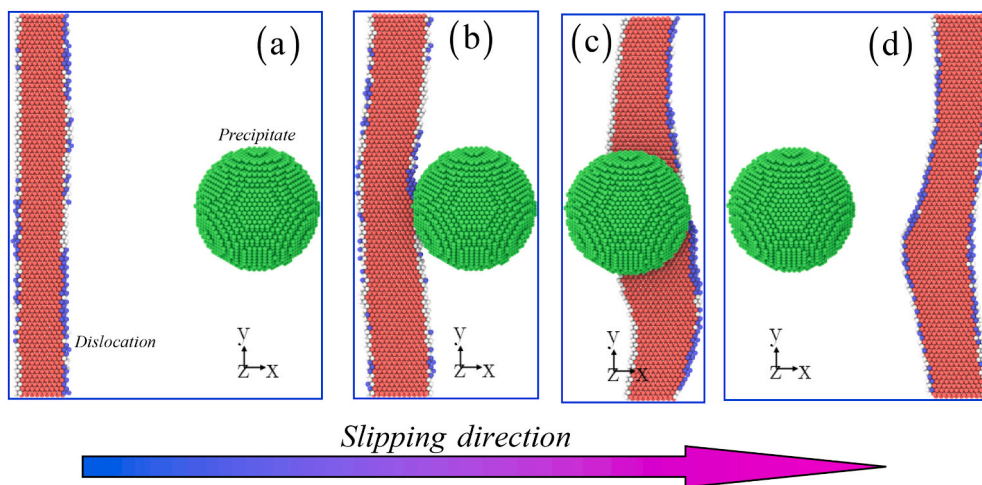 (a)
(b)
(c)
(d)
Precipitate
Dislocation
y
z x
y
z x
y
z x
y
z x
Slipping direction